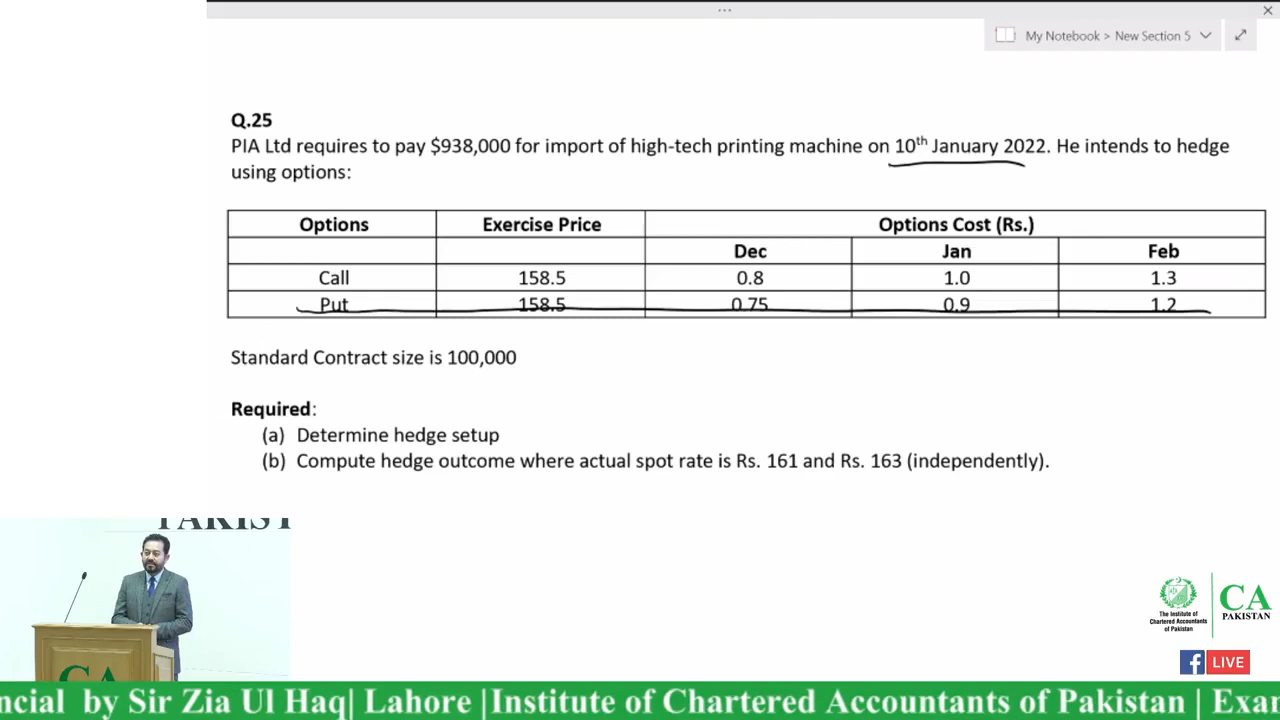 My Notebook > New Section 5
Q.25
PIA Ltd requires to pay $938,000 for import of high-tech printing machine on 10th January 2022. He intends to hedge
using options:
Options Exercise Price Options Cost (Rs.)
Dec Jan Feb
Call 158.5 0.8 1.0 1.3
Put 158.5 0.75 0.9 1.2
Standard Contract size is 100,000
Required:
(a) Determine hedge setup
(b) Compute hedge outcome where actual spot rate is Rs. 161 and Rs. 163 (independently).
PAKIST
CA
The Institute of
Chartered Accountants
of Pakistan
CA
PAKISTAN
f LIVE
ncial by Sir Zia Ul Haq| Lahore |Institute of Chartered Accountants of Pakistan | Exar